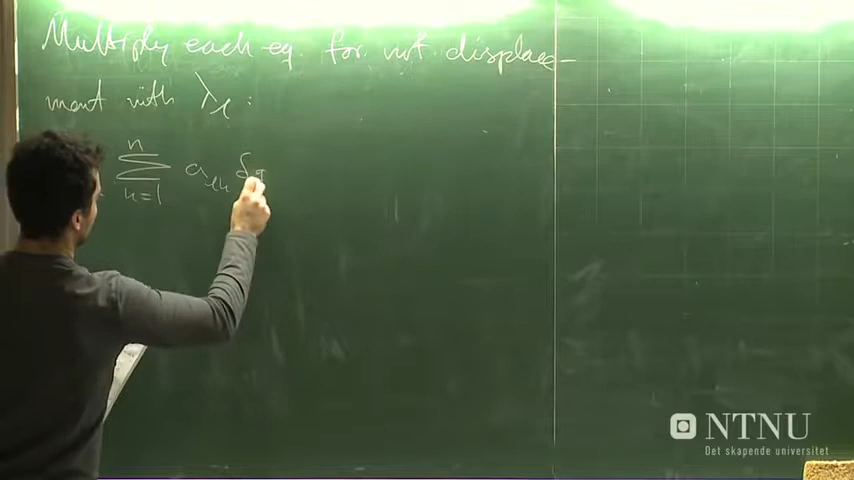 Multiply each eq. for. virt. displace-
ment with λ_l :
n
∑ a_lk δq
k=1
NTNU
Det skapende universitet